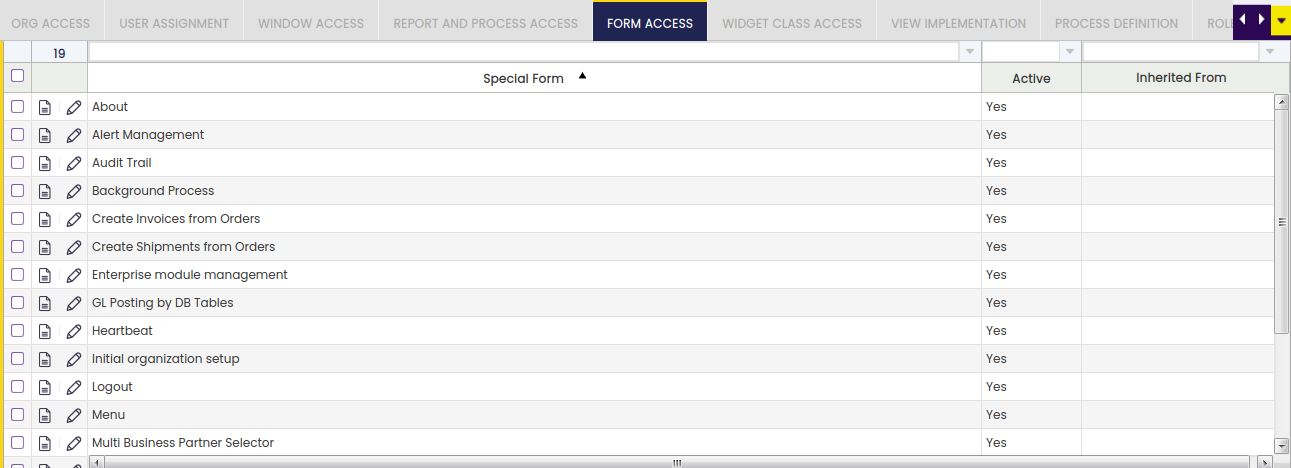 ORG ACCESS USER ASSIGNMENT WINDOW ACCESS REPORT AND PROCESS ACCESS FORM ACCESS WIDGET CLASS ACCESS VIEW IMPLEMENTATION PROCESS DEFINITION
19
Special Form Active Inherited From
About Yes
Alert Management Yes
Audit Trail Yes
Background Process Yes
Create Invoices from Orders Yes
Create Shipments from Orders Yes
Enterprise module management Yes
GL Posting by DB Tables Yes
Heartbeat Yes
Initial organization setup Yes
Logout Yes
Menu Yes
Multi Business Partner Selector Yes